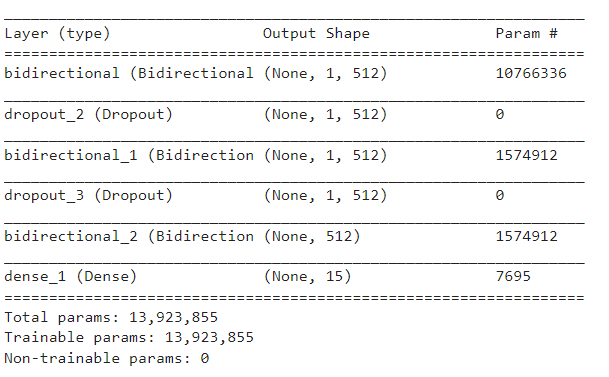 _________________________________________________________________
Layer (type)                 Output Shape              Param #
=================================================================
bidirectional (Bidirectional (None, 1, 512)            10766336
_________________________________________________________________
dropout_2 (Dropout)          (None, 1, 512)            0
_________________________________________________________________
bidirectional_1 (Bidirection (None, 1, 512)            1574912
_________________________________________________________________
dropout_3 (Dropout)          (None, 1, 512)            0
_________________________________________________________________
bidirectional_2 (Bidirection (None, 512)               1574912
_________________________________________________________________
dense_1 (Dense)              (None, 15)                7695
=================================================================
Total params: 13,923,855
Trainable params: 13,923,855
Non-trainable params: 0